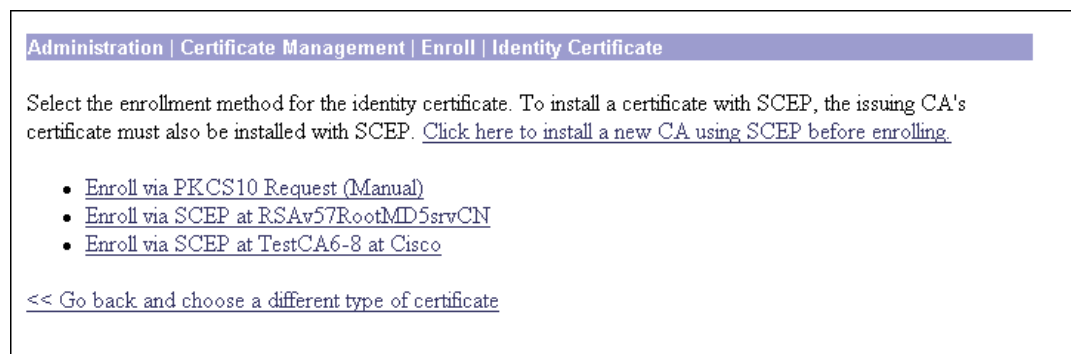 Administration | Certificate Management | Enroll | Identity Certificate
Select the enrollment method for the identity certificate. To install a certificate with SCEP, the issuing CA's
certificate must also be installed with SCEP. Click here to install a new CA using SCEP before enrolling.
• Enroll via PKCS10 Request (Manual)
• Enroll via SCEP at RSAv57RootMD5srvCN
• Enroll via SCEP at TestCA6-8 at Cisco
<< Go back and choose a different type of certificate